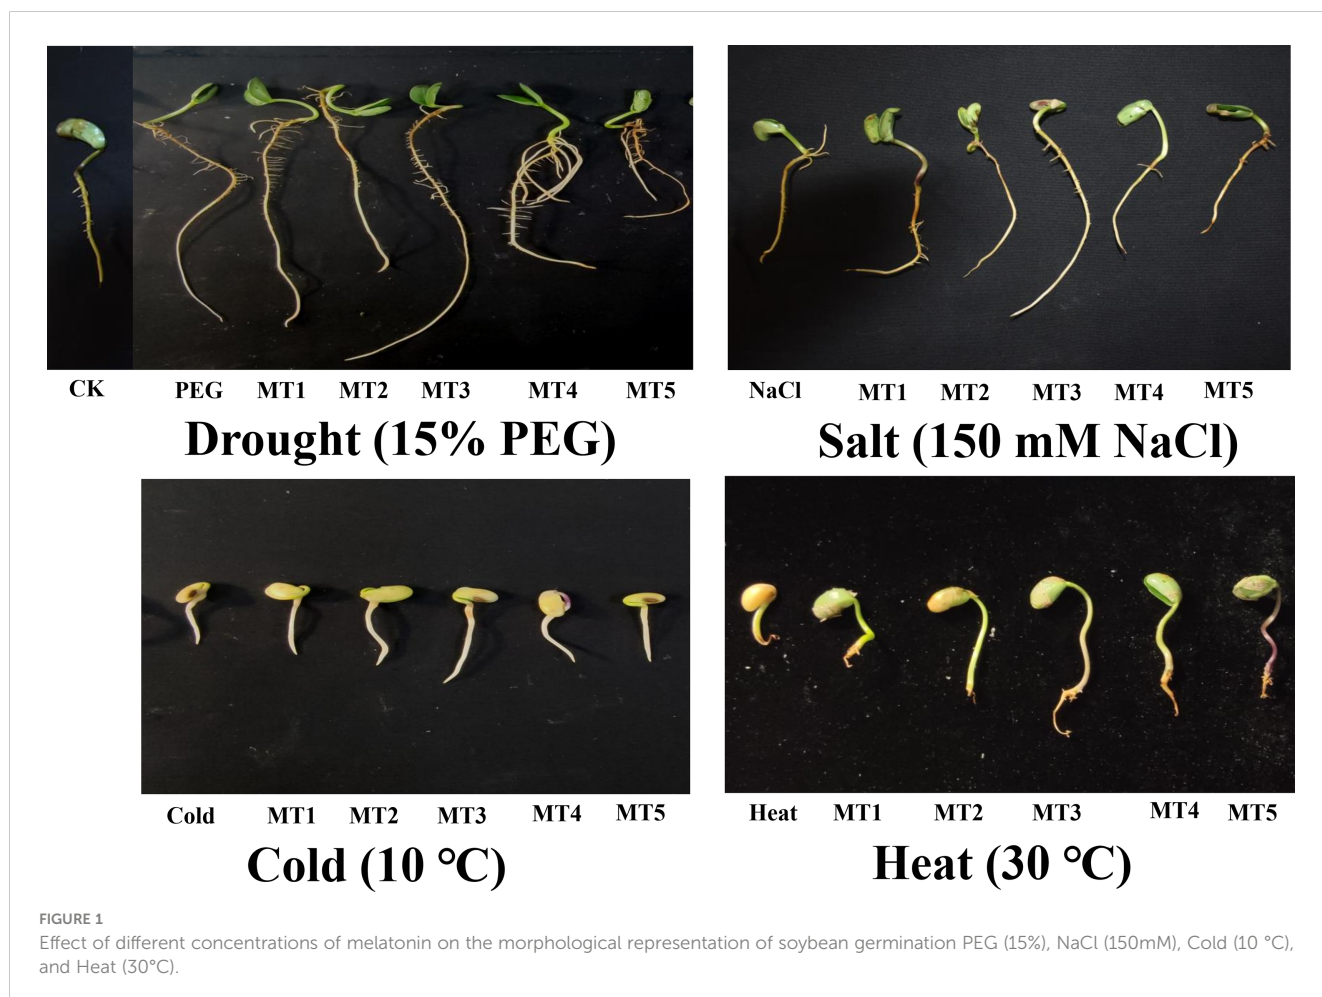 CK PEG MT1 MT2 MT3 MT4 MT5
Drought (15% PEG)
NaCl MT1 MT2 MT3 MT4 MT5
Salt (150 mM NaCl)
Cold MT1 MT2 MT3 MT4 MT5
Cold (10 ℃)
Heat MT1 MT2 MT3 MT4 MT5
Heat (30 ℃)
FIGURE 1
Effect of different concentrations of melatonin on the morphological representation of soybean germination PEG (15%), NaCl (150mM), Cold (10 °C),
and Heat (30°C).